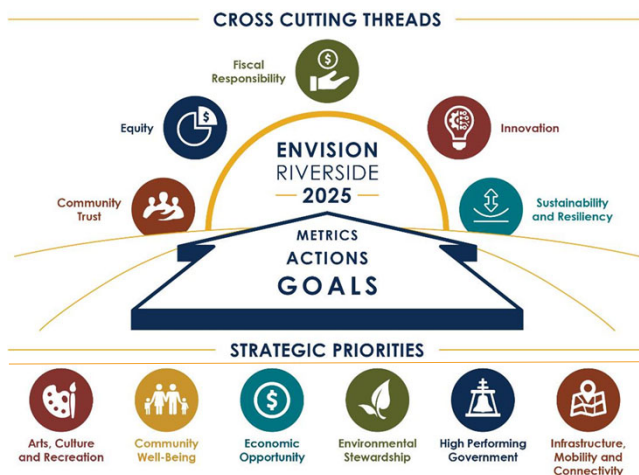 CROSS CUTTING THREADS
Fiscal
Responsibility
$
Equity
$
Innovation
ENVISION
RIVERSIDE
2025
Community
Trust
Sustainability
and Resiliency
METRICS
ACTIONS
GOALS
STRATEGIC PRIORITIES
$
Arts, Culture
and Recreation
Community
Well-Being
Economic
Opportunity
Environmental
Stewardship
High Performing
Government
Infrastructure,
Mobility and
Connectivity